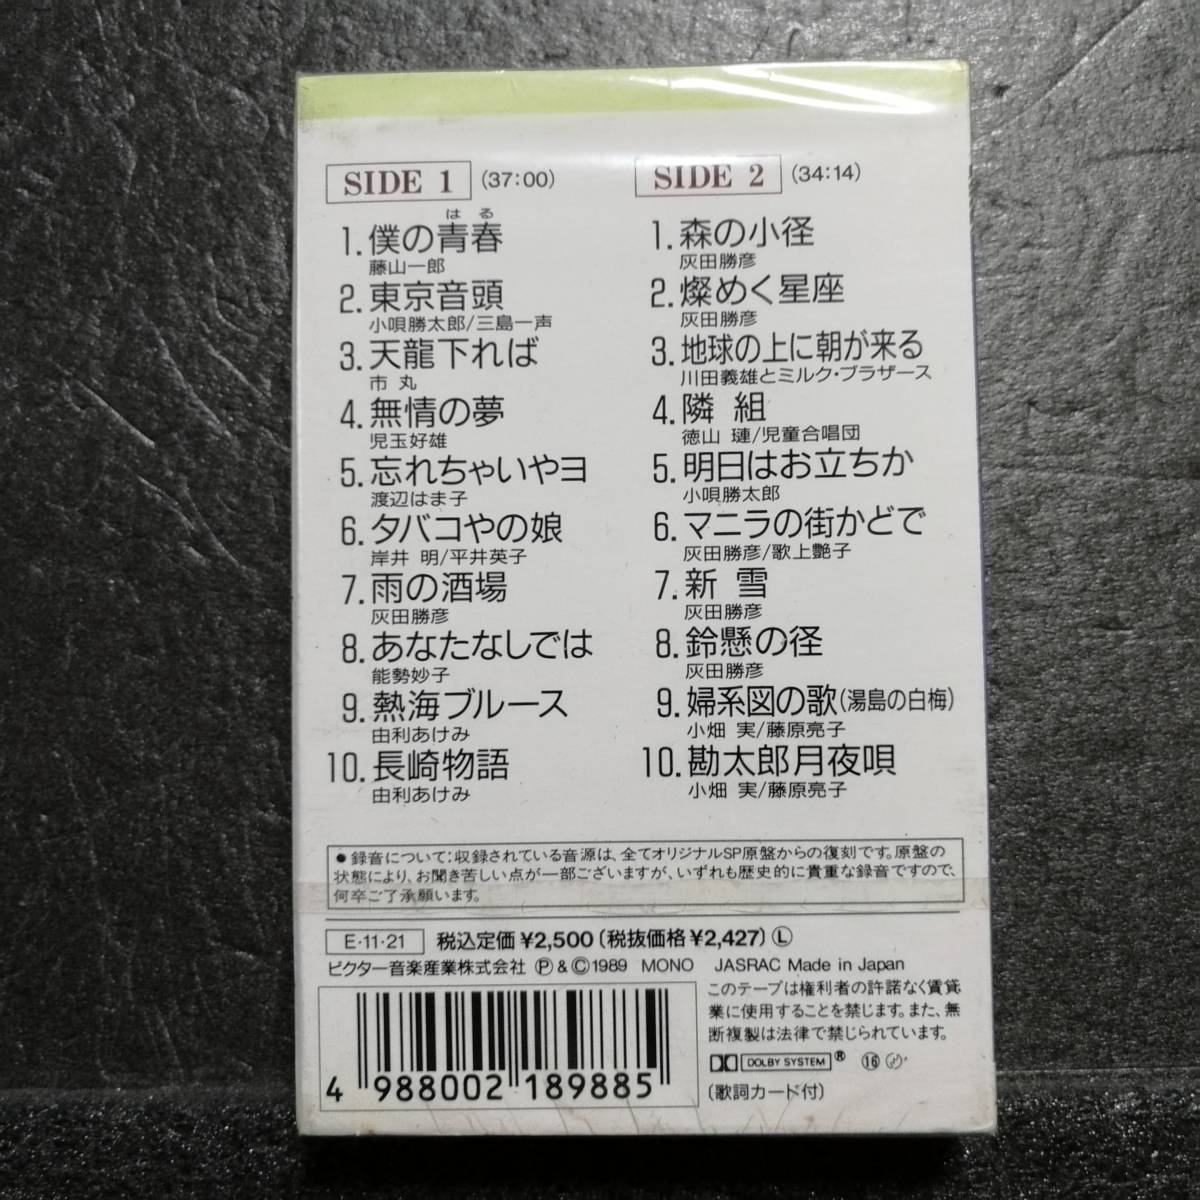 SIDE 1 (37:00)
はる
1. 僕の青春
藤山一郎
2. 東京音頭
小唄勝太郎/三島一声
3. 天龍下れば
市 丸
4. 無情の夢
児玉好雄
5. 忘れちゃいやヨ
渡辺はま子
6. タバコやの娘
岸井 明/平井英子
7. 雨の酒場
灰田勝彦
8. あなたなしでは
能勢妙子
9. 熱海ブルース
由利あけみ
10. 長崎物語
由利あけみ
SIDE 2 (34:14)
1. 森の小径
灰田勝彦
2. 燦めく星座
灰田勝彦
3. 地球の上に朝が来る
川田義雄とミルク・ブラザース
4. 隣 組
徳山 璉/児童合唱団
5. 明日はお立ちか
小唄勝太郎
6. マニラの街かどで
灰田勝彦/歌上艶子
7. 新 雪
灰田勝彦
8. 鈴懸の径
灰田勝彦
9. 婦系図の歌(湯島の白梅)
小畑 実/藤原亮子
10. 勘太郎月夜唄
小畑 実/藤原亮子
●録音について:収録されている音源は、全てオリジナルSP原盤からの復刻です。原盤の
状態により、お聞き苦しい点が一部ございますが、いずれも歴史的に貴重な録音ですので、
何卒ご了承願います。
E・11・21 税込定価¥2,500(税抜価格¥2,427)Ⓛ
ビクター音楽産業株式会社 Ⓟ&Ⓒ1989 MONO JASRAC Made in Japan
このテープは権利者の許諾なく賃貸
業に使用することを禁じます。また、無
断複製は法律で禁じられています。
DOLBY SYSTEM® ⑯
(歌詞カード付)
4 988002 189885